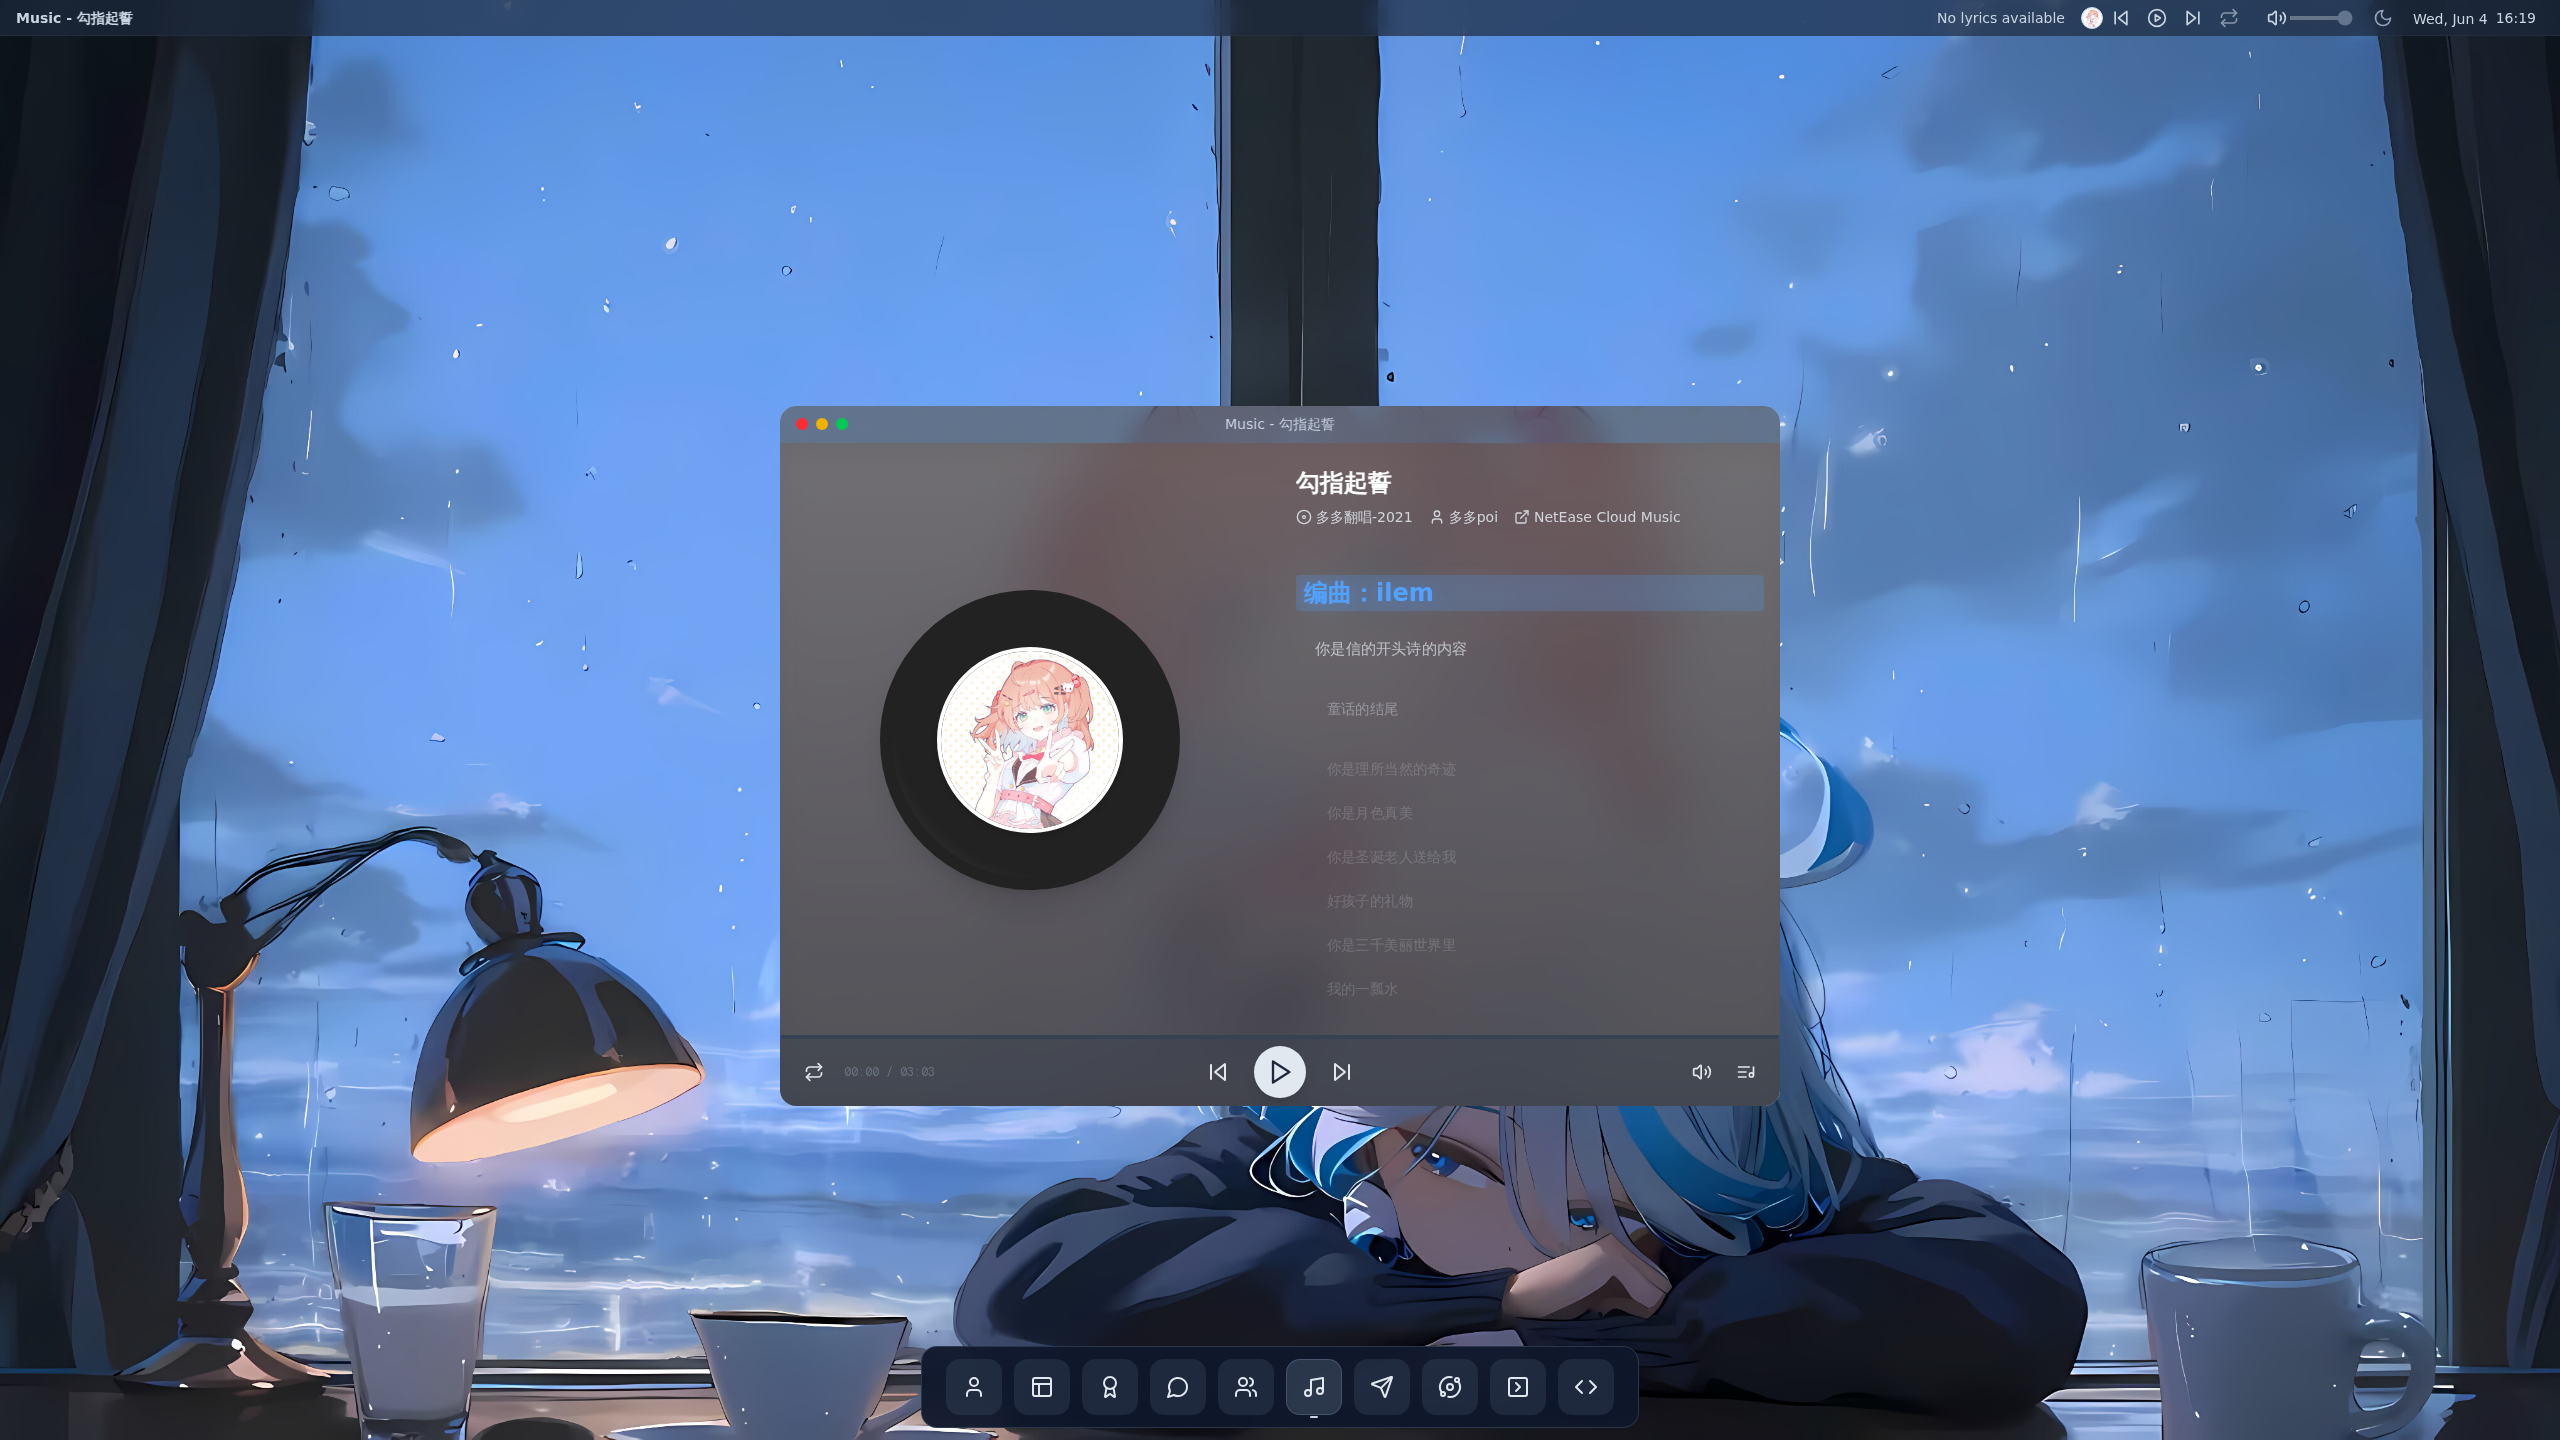 Music - 勾指起誓
No lyrics available
Wed, Jun 4 16:19
Music - 勾指起誓
勾指起誓
多多翻唱-2021 多多poi NetEase Cloud Music
编曲：ilem
你是信的开头诗的内容
童话的结尾
你是理所当然的奇迹
你是月色真美
你是圣诞老人送给我
好孩子的礼物
你是三千美丽世界里
我的一瓢水
00:00 / 03:03